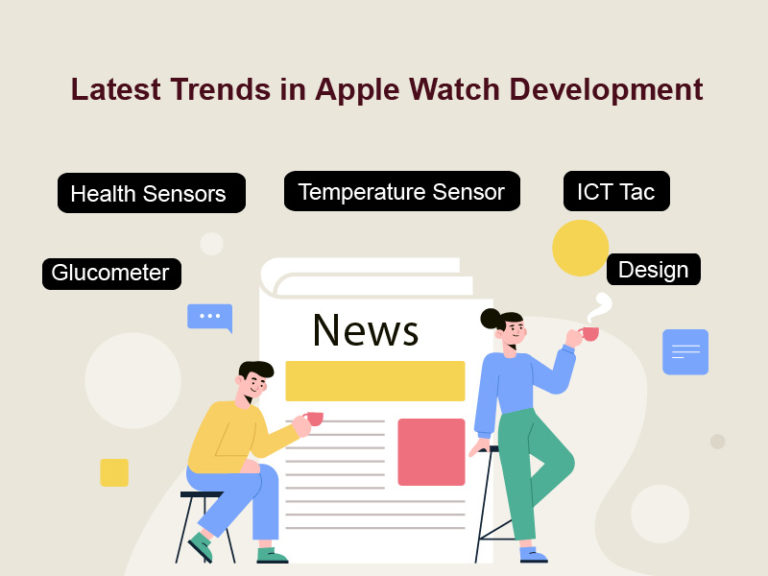 Latest Trends in Apple Watch Development
Health Sensors
Temperature Sensor
ICT Tac
Glucometer
Design
News